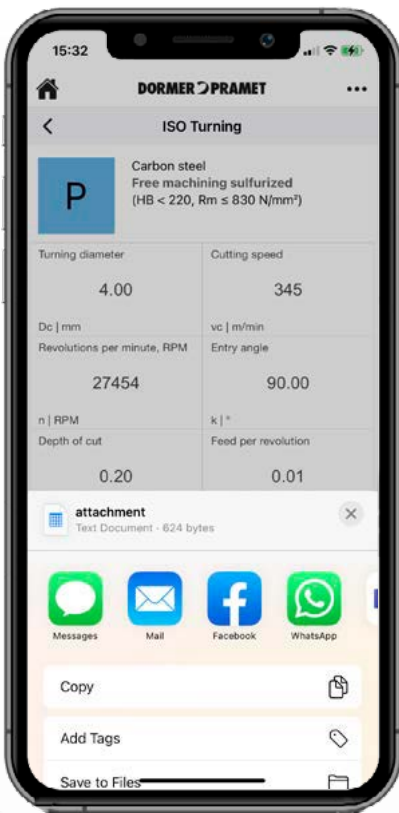 15:32
DORMER PRAMET
ISO Turning
P
Carbon steel
Free machining sulfurized
(HB < 220, Rm ≤ 830 N/mm²)
Turning diameter
Cutting speed
4.00
345
Dc | mm
vc | m/min
Revolutions per minute, RPM
Entry angle
27454
90.00
n | RPM
k | °
Depth of cut
Feed per revolution
0.20
0.01
attachment
Text Document · 624 bytes
Messages
Mail
Facebook
WhatsApp
Copy
Add Tags
Save to Files